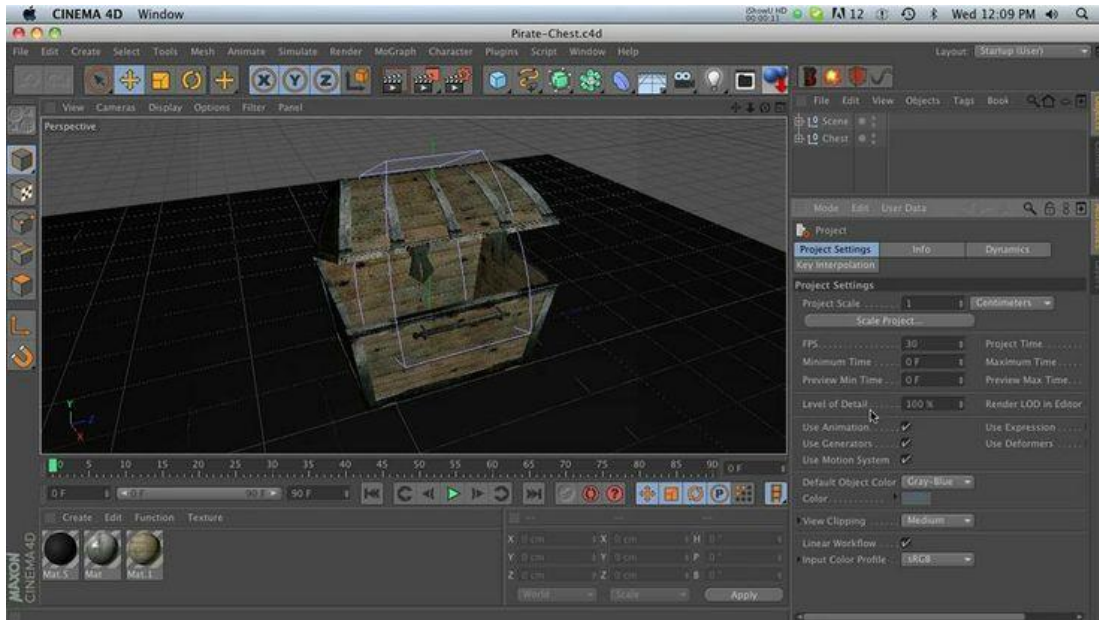 CINEMA 4D Window
iShowU HD
00:00:11
12 Wed 12:09 PM
Pirate-Chest.c4d
File Edit Create Select Tools Mesh Animate Simulate Render MoGraph Character Plugins Script Window Help
Layout: Startup (User)
X Y Z
View Cameras Display Options Filter Panel
Perspective
File Edit View Objects Tags Book
Scene
Chest
Mode Edit User Data
Project
Project Settings Info Dynamics
Key Interpolation
Project Settings
Project Scale 1 Centimeters
Scale Project...
FPS 30 Project Time
Minimum Time 0 F Maximum Time
Preview Min Time 0 F Preview Max Time
Level of Detail 100 % Render LOD in Editor
Use Animation Use Expression
Use Generators Use Deformers
Use Motion System
Default Object Color Gray-Blue
Color
View Clipping Medium
Linear Workflow
Input Color Profile sRGB
Y
Z
X
0 5 10 15 20 25 30 35 40 45 50 55 60 65 70 75 80 85 90 0 F
0 F 0 F 90 F 90 F
Create Edit Function Texture
Mat.5 Mat Mat.1
X 0 cm X 0 cm H 0°
Y 0 cm Y 0 cm P 0°
Z 0 cm Z 0 cm B 0°
World Scale Apply
MAXON
CINEMA 4D